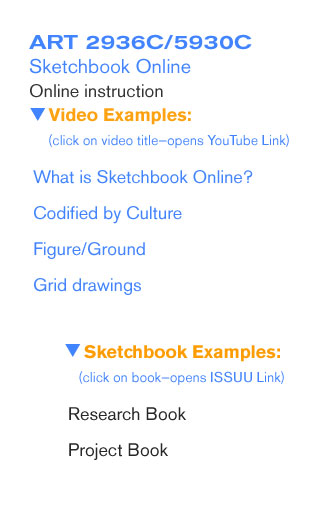 ART 2936C/5930C
Sketchbook Online
Online instruction
▼ Video Examples:
(click on video title–opens YouTube Link)
What is Sketchbook Online?
Codified by Culture
Figure/Ground
Grid drawings
▼ Sketchbook Examples:
(click on book–opens ISSUU Link)
Research Book
Project Book